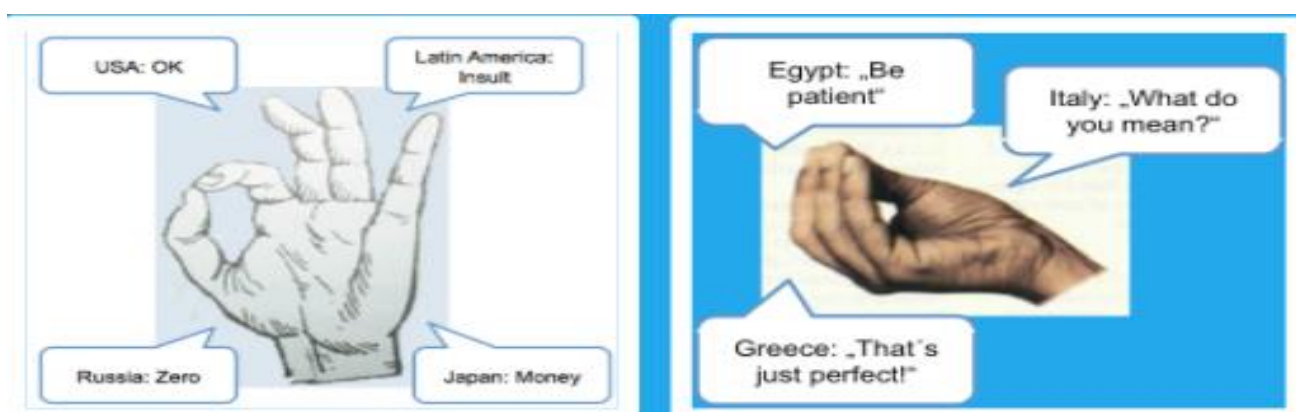 USA: OK
Latin America:
Insult
Russia: Zero
Japan: Money
Egypt: „Be
patient“
Italy: „What do
you mean?“
Greece: „That´s
just perfect!“